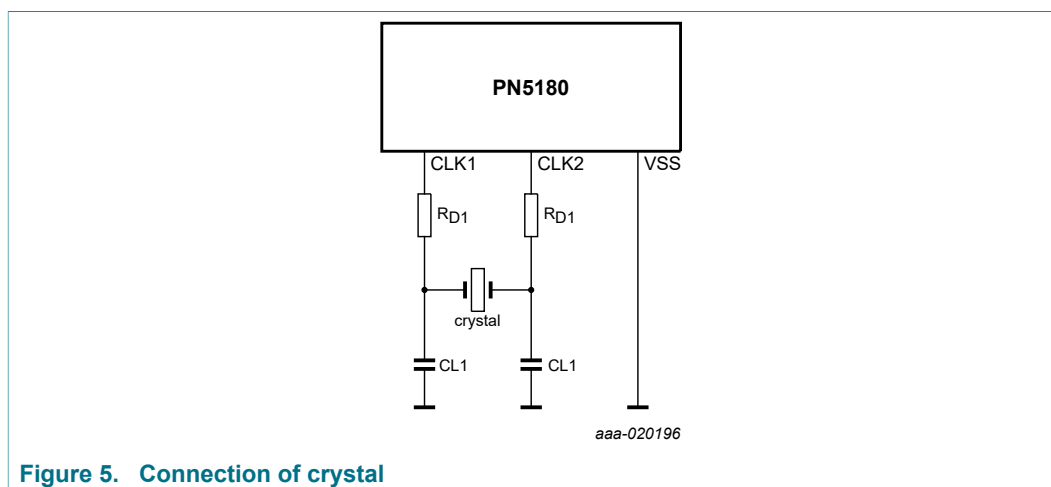 PN5180
CLK1 CLK2 VSS
RD1 RD1
crystal
CL1 CL1
aaa-020196
Figure 5. Connection of crystal